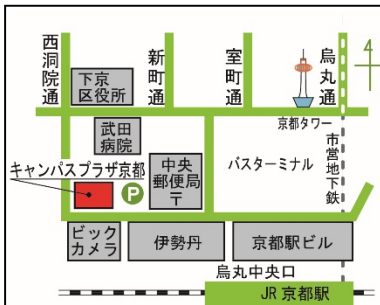 西洞院通
新町通
室町通
烏丸通
下京
区役所
京都タワー
武田
病院
市営地下鉄
キャンパスプラザ京都
P
中央
郵便局
〒
バスターミナル
ビック
カメラ
伊勢丹
京都駅ビル
烏丸中央口
JR 京都駅